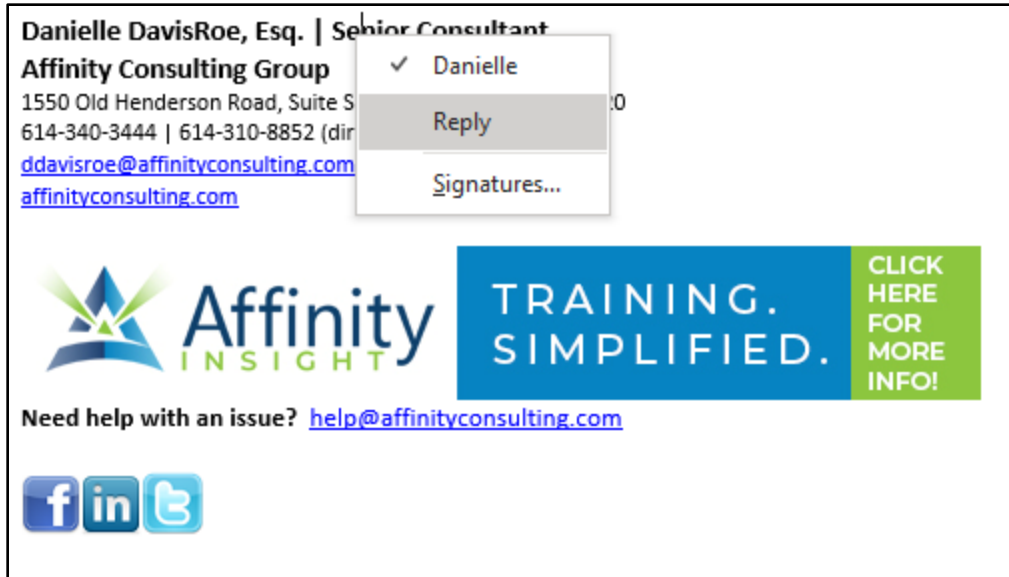 Danielle DavisRoe, Esq. | Senior Consultant
Affinity Consulting Group
1550 Old Henderson Road, Suite S
614-340-3444 | 614-310-8852 (dir
ddavisroe@affinityconsulting.com
affinityconsulting.com
✓ Danielle
Reply
Signatures...
Affinity
INSIGHT
TRAINING.
SIMPLIFIED.
CLICK
HERE
FOR
MORE
INFO!
Need help with an issue? help@affinityconsulting.com
f in t